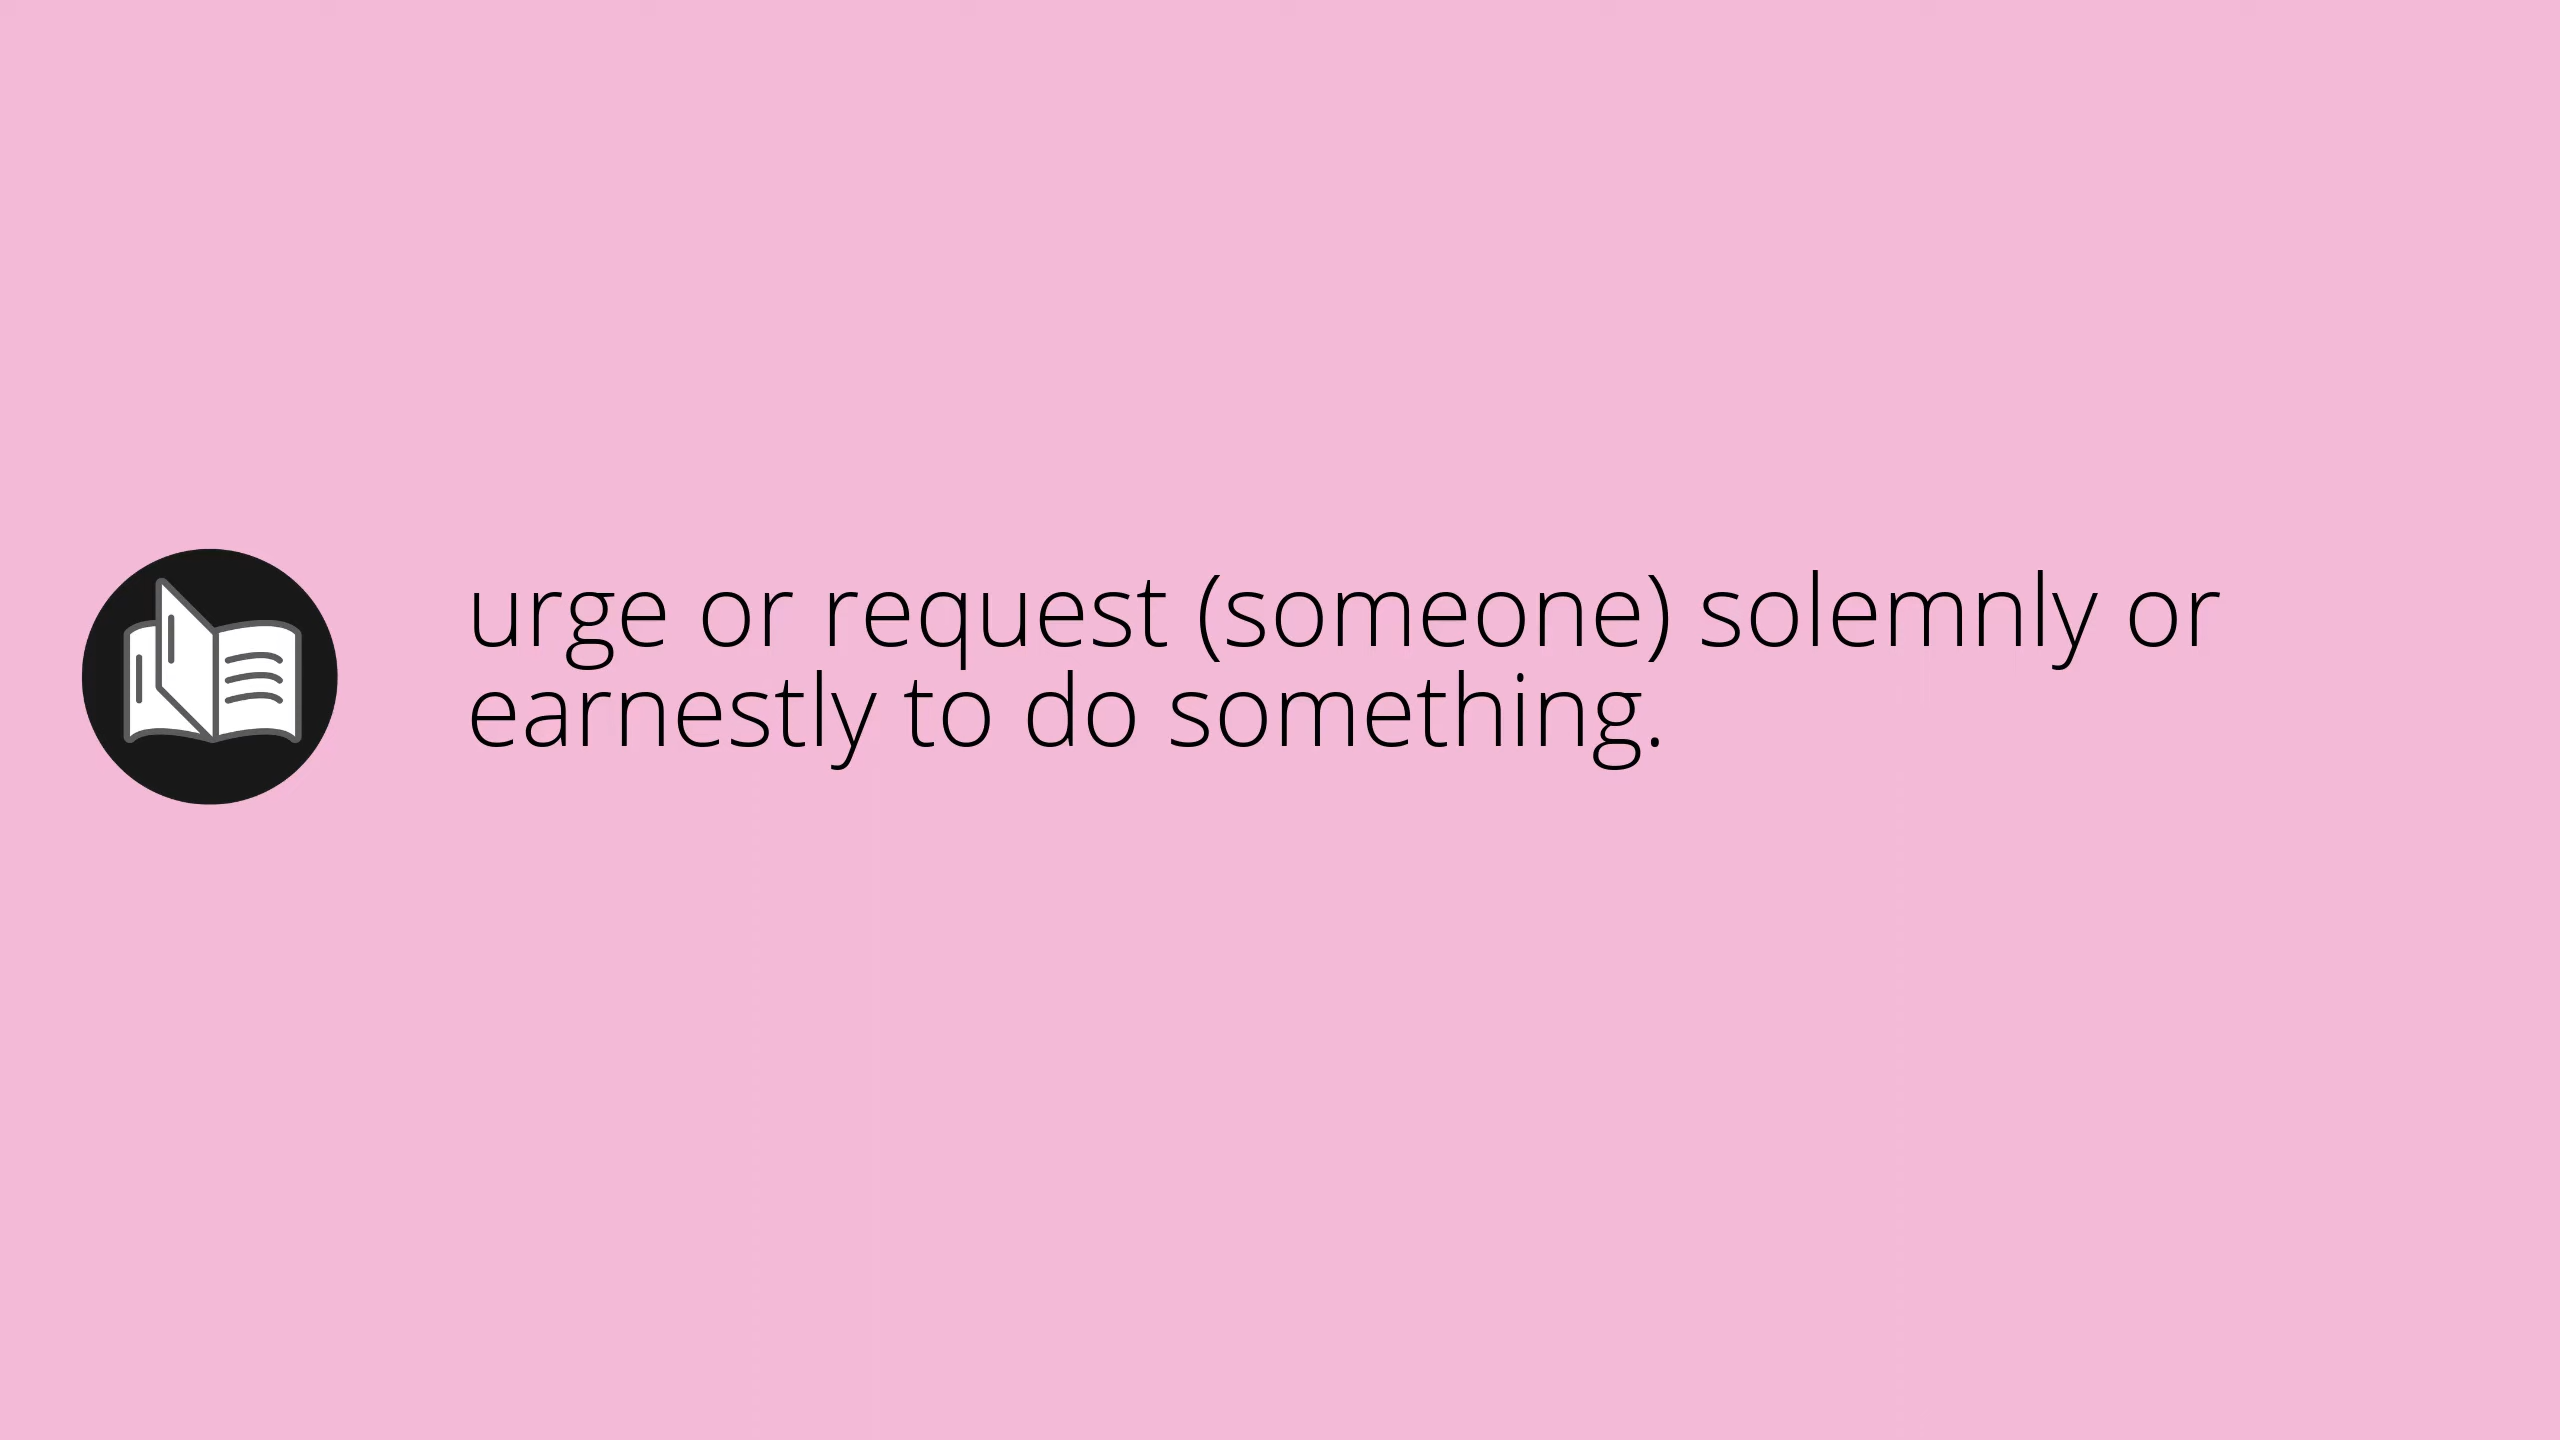 urge or request (someone) solemnly or
earnestly to do something.